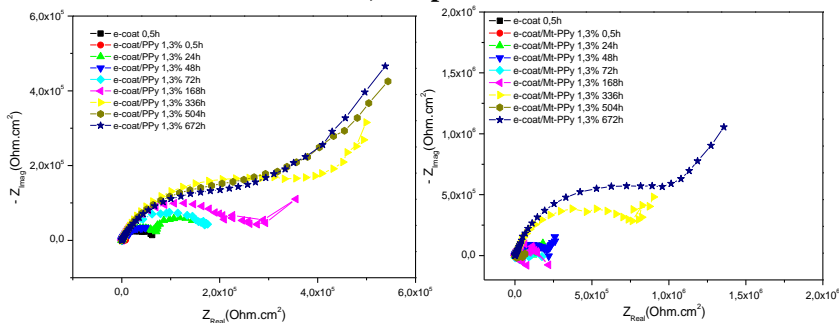 6,0x10⁵
4,0x10⁵
2,0x10⁵
0,0
- Z_Imag(Ohm.cm²)
e-coat 0,5h
e-coat/PPy 1,3% 0,5h
e-coat/PPy 1,3% 24h
e-coat/PPy 1,3% 48h
e-coat/PPy 1,3% 72h
e-coat/PPy 1,3% 168h
e-coat/PPy 1,3% 336h
e-coat/PPy 1,3% 504h
e-coat/PPy 1,3% 672h
0,0 2,0x10⁵ 4,0x10⁵ 6,0x10⁵
Z_Real(Ohm.cm²)
2,0x10⁶
1,5x10⁶
1,0x10⁶
5,0x10⁵
0,0
- Z_Imag(Ohm.cm²)
e-coat 0,5h
e-coat/Mt-PPy 1,3% 0,5h
e-coat/Mt-PPy 1,3% 24h
e-coat/Mt-PPy 1,3% 48h
e-coat/Mt-PPy 1,3% 72h
e-coat/Mt-PPy 1,3% 168h
e-coat/Mt-PPy 1,3% 336h
e-coat/Mt-PPy 1,3% 504h
e-coat/Mt-PPy 1,3% 672h
0,0 5,0x10⁵ 1,0x10⁶ 1,5x10⁶ 2,0x10⁶
Z_Real(Ohm.cm²)